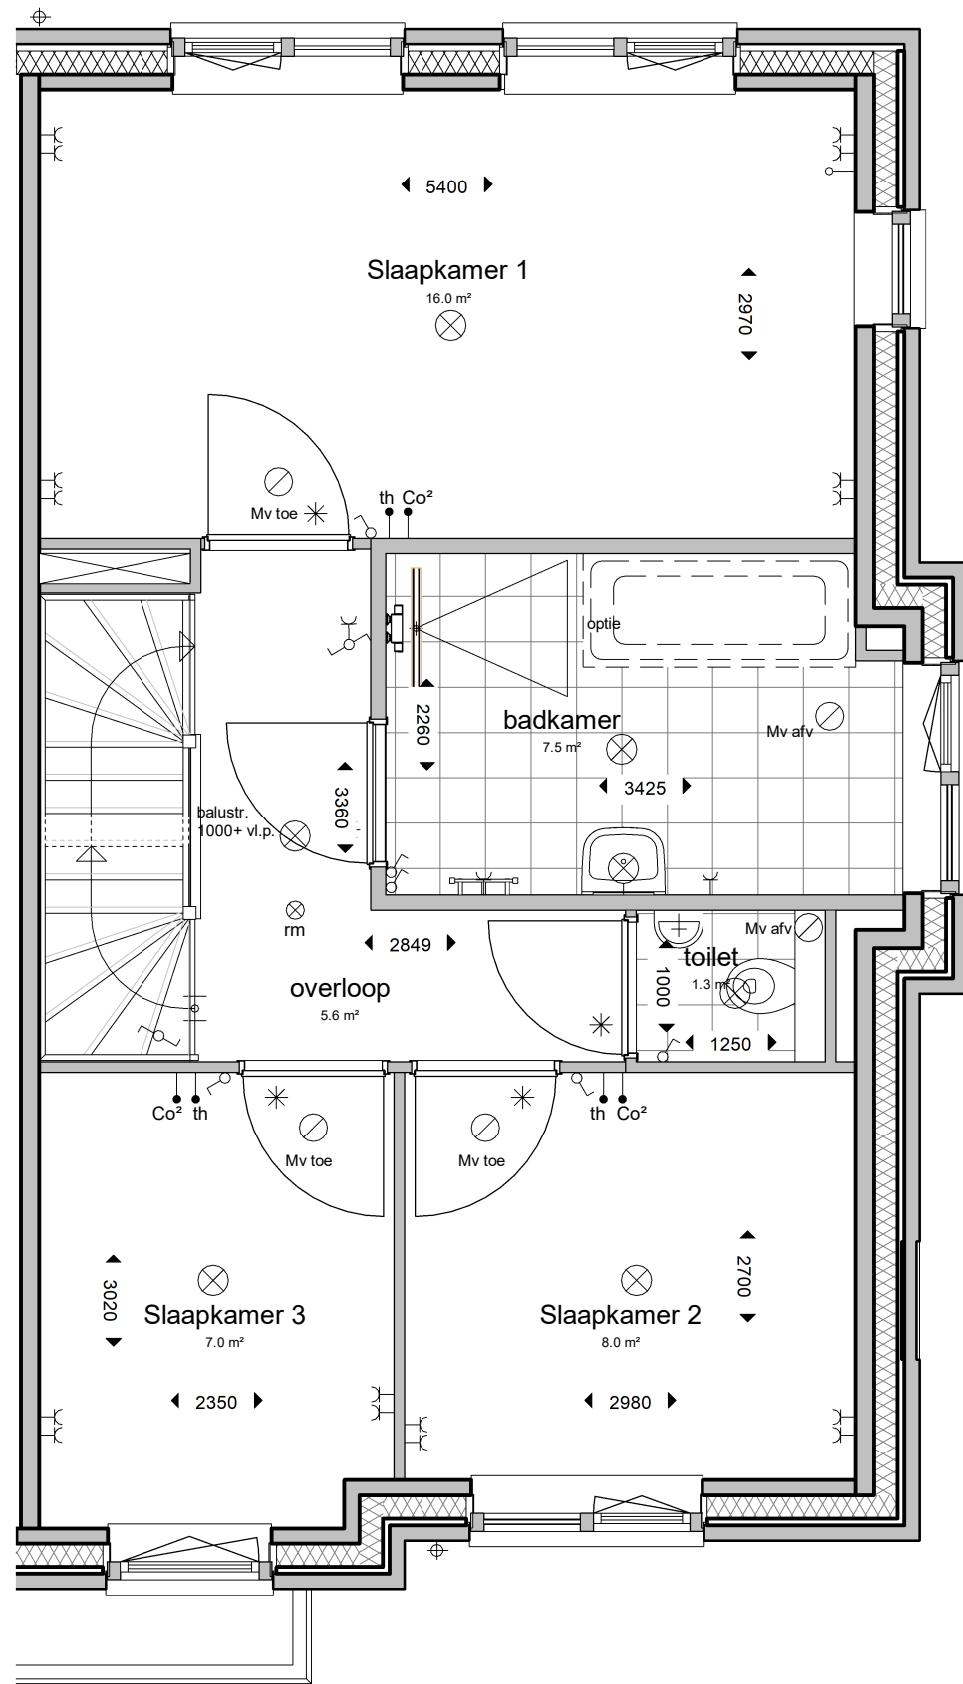 5400
Slaapkamer 1
16.0 m²
2970
th Co²
Mv toe
optie
2260
badkamer
7.5 m²
Mv afv
3425
3360
balustr.
1000+ vl.p.
rm
2849
overloop
5.6 m²
Mv afv
toilet
1.3 m²
1000
1250
Co² th
th Co²
Mv toe
Mv toe
3020
Slaapkamer 3
7.0 m²
2350
2700
Slaapkamer 2
8.0 m²
2980